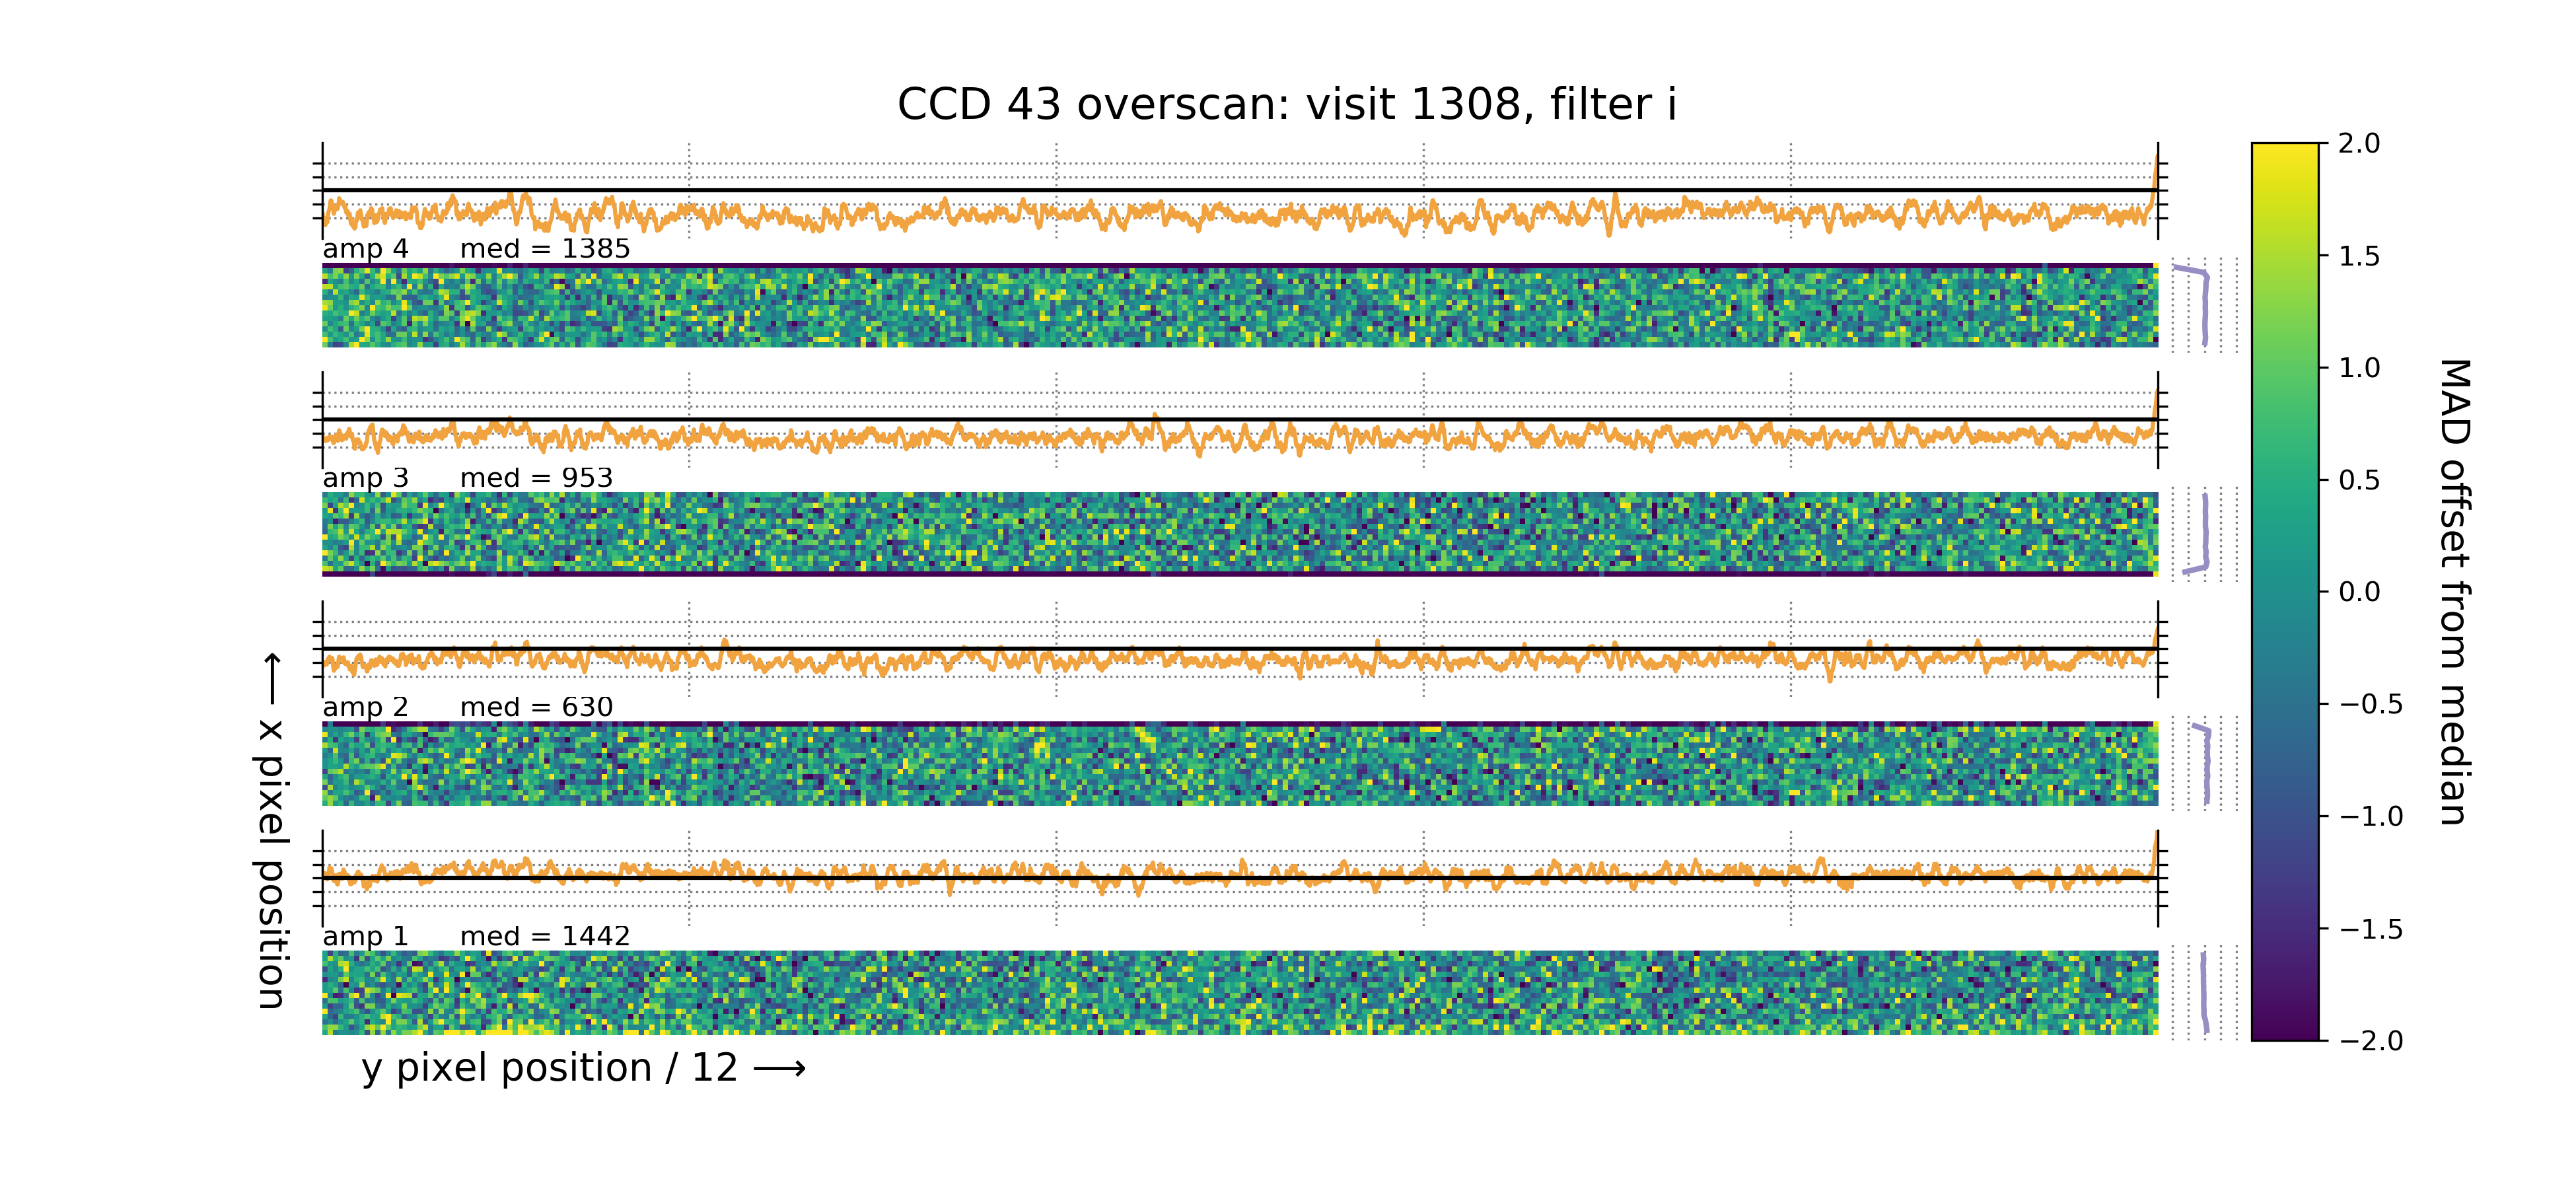 CCD 43 overscan: visit 1308, filter i
amp 4 med = 1385
amp 3 med = 953
amp 2 med = 630
amp 1 med = 1442
⟵ x pixel position
y pixel position / 12 ⟶
2.0
1.5
1.0
0.5
0.0
−0.5
−1.0
−1.5
−2.0
MAD offset from median